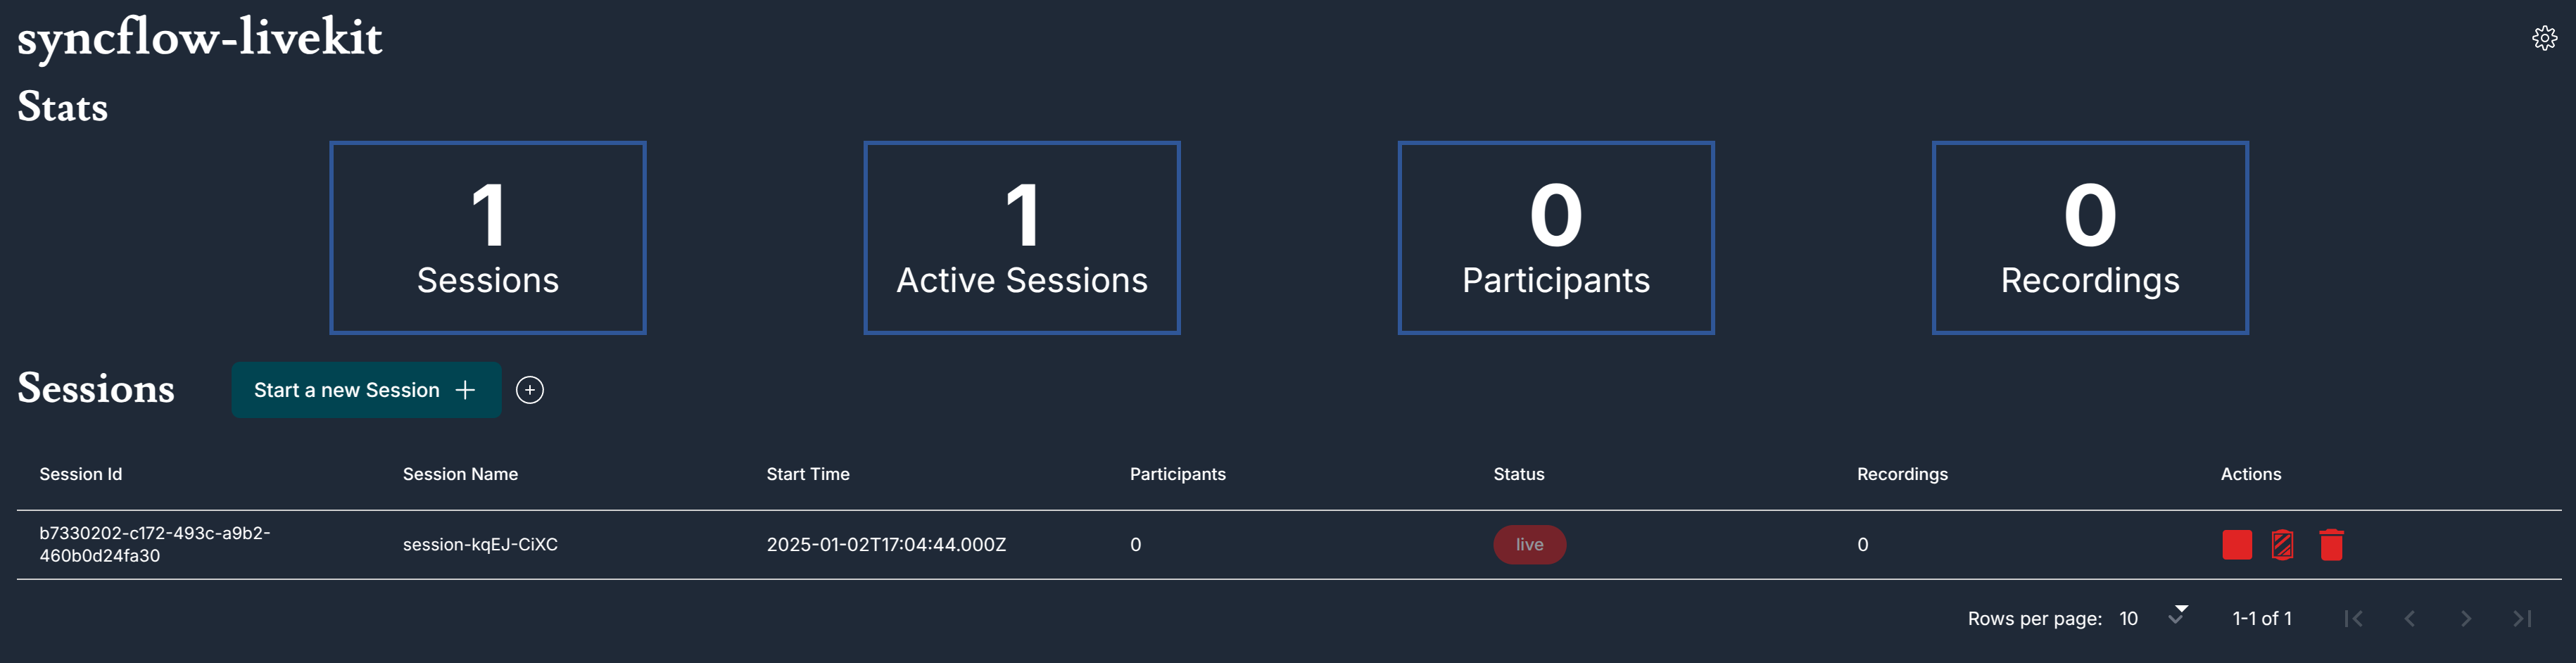 syncflow-livekit
Stats
1
Sessions
1
Active Sessions
0
Participants
0
Recordings
Sessions
Start a new Session
Session Id
Session Name
Start Time
Participants
Status
Recordings
Actions
b7330202-c172-493c-a9b2-
460b0d24fa30
session-kqEJ-CiXC
2025-01-02T17:04:44.000Z
0
live
0
Rows per page: 10
1-1 of 1